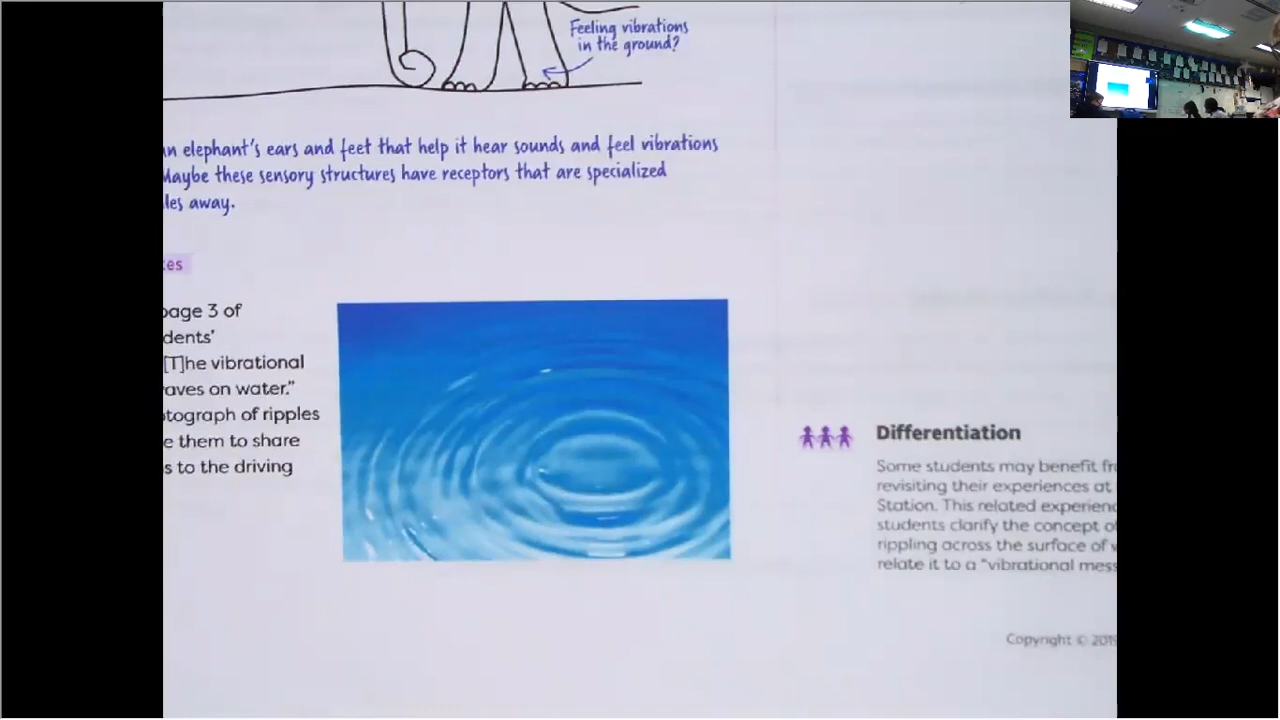 Feeling vibrations
in the ground?
n elephant's ears and feet that help it hear sounds and feel vibrations
Maybe these sensory structures have receptors that are specialized
les away.
es
page 3 of
dents'
[T]he vibrational
aves on water."
tograph of ripples
e them to share
s to the driving
Differentiation
Some students may benefit fr
revisiting their experiences at
Station. This related experienc
students clarify the concept o
rippling across the surface of w
relate it to a "vibrational mess
Copyright © 2019